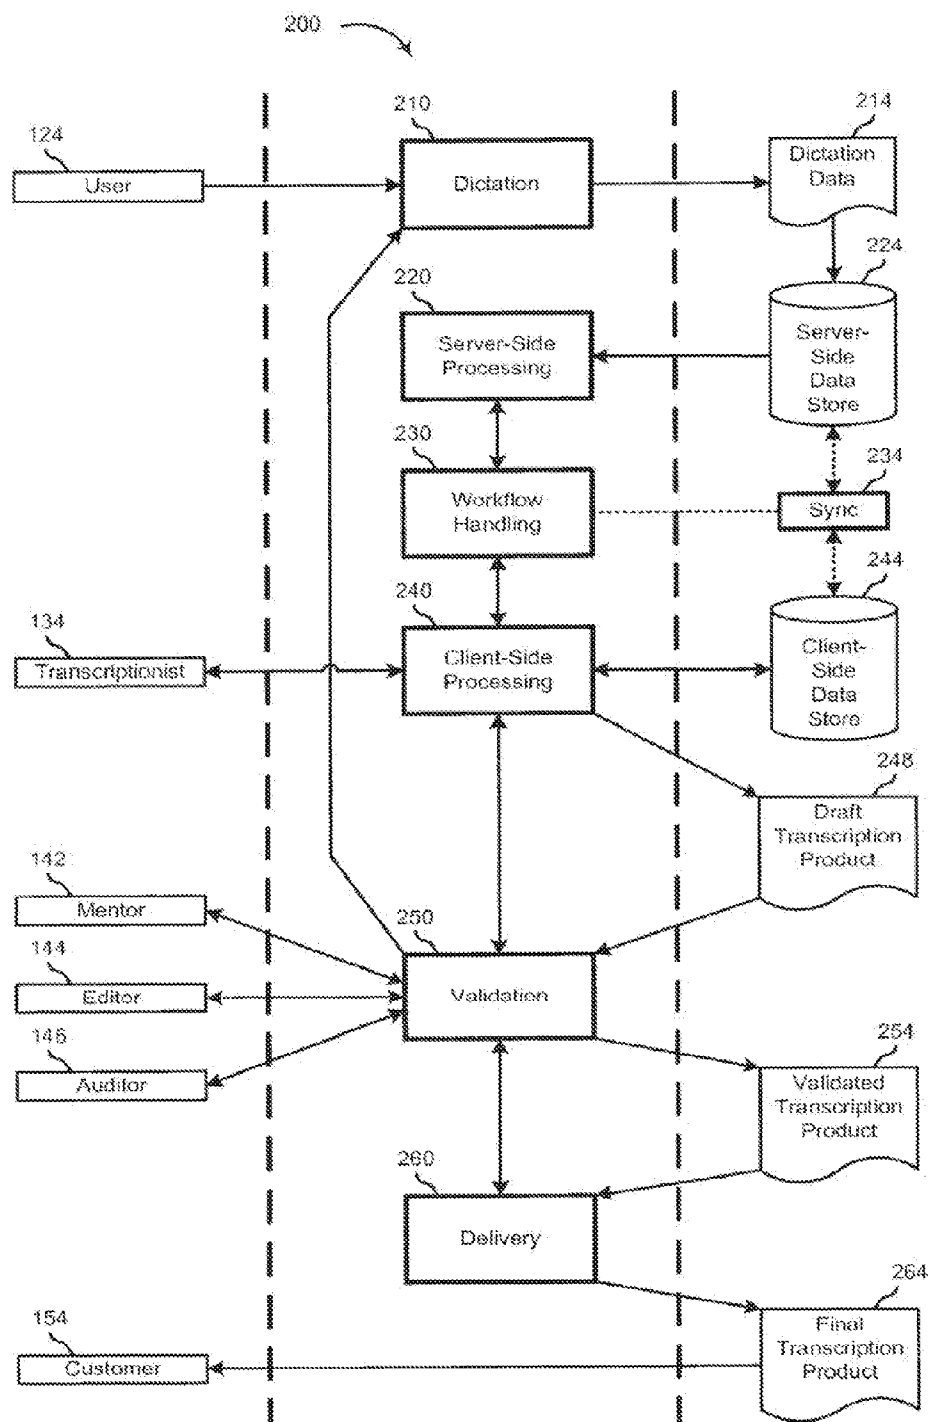 200
210
214
124
User
Dictation
Dictation
Data
220
224
Server-Side
Processing
Server-
Side
Data
Store
230
234
Workflow
Handling
Sync
240
244
134
Transcriptionist
Client-Side
Processing
Client-
Side
Data
Store
248
Draft
Transcription
Product
142
Mentor
250
144
Editor
Validation
146
Auditor
254
Validated
Transcription
Product
260
Delivery
264
154
Customer
Final
Transcription
Product